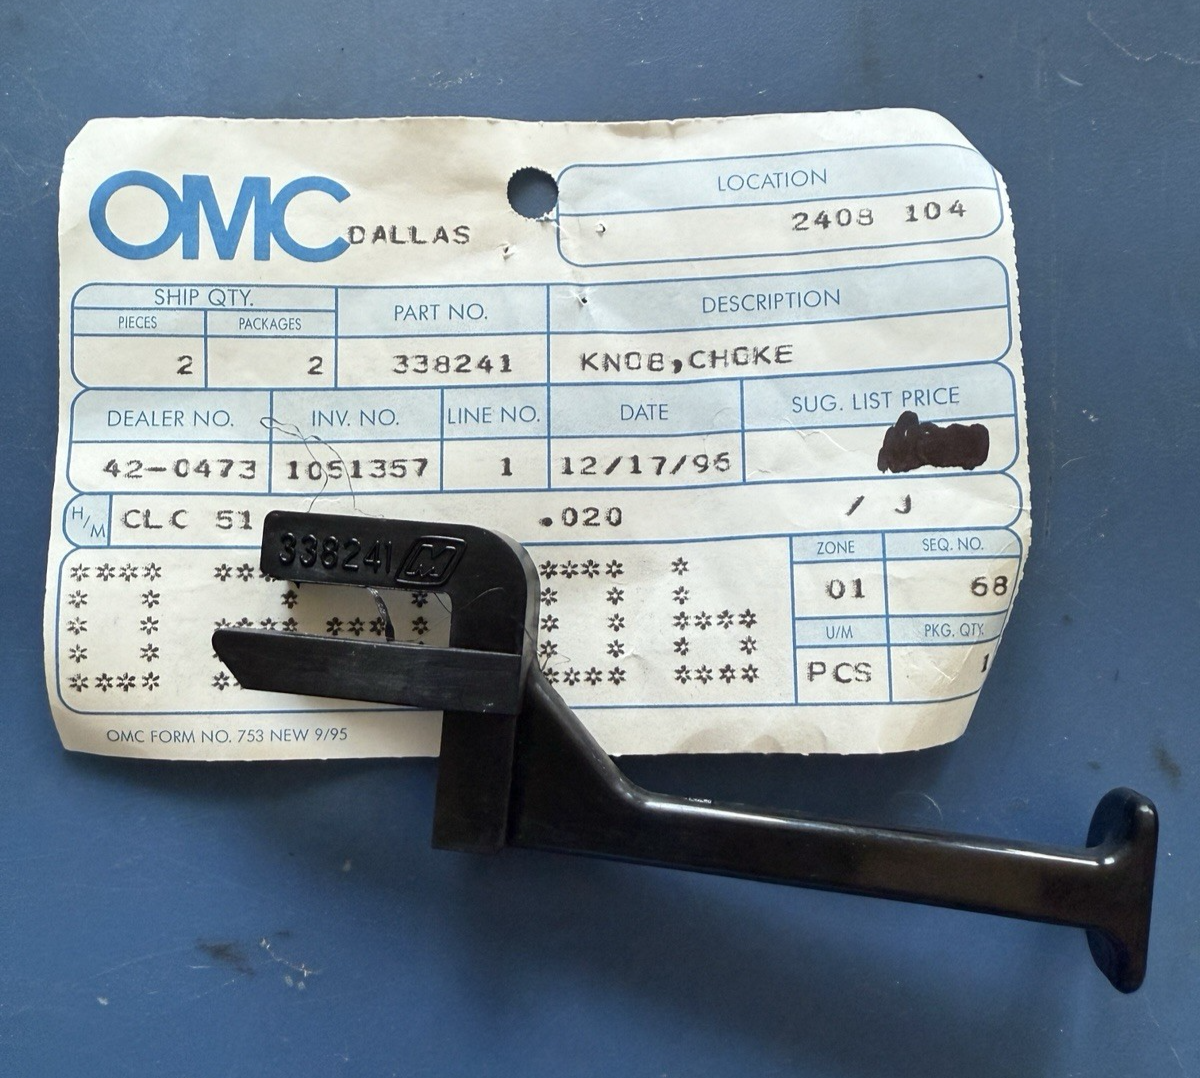 OMC DALLAS
LOCATION
2408 104
SHIP QTY.
PIECES PACKAGES PART NO. DESCRIPTION
2 2 338241 KNOB,CHOKE
DEALER NO. INV. NO. LINE NO. DATE SUG. LIST PRICE
42-0473 1051357 1 12/17/96
H/M CLC 51 .020 / J
338241 M
ZONE SEQ. NO.
01 68
U/M PKG. QTY.
PCS 1
OMC FORM NO. 753 NEW 9/95